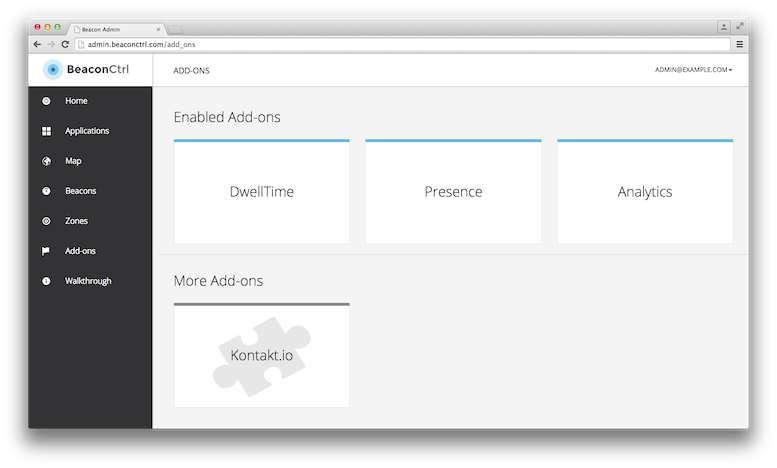 Beacon Admin
admin.beaconctrl.com/add_ons
BeaconCtrl
ADD-ONS
ADMIN@EXAMPLE.COM
Home
Applications
Map
Beacons
Zones
Add-ons
Walkthrough
Enabled Add-ons
DwellTime
Presence
Analytics
More Add-ons
Kontakt.io